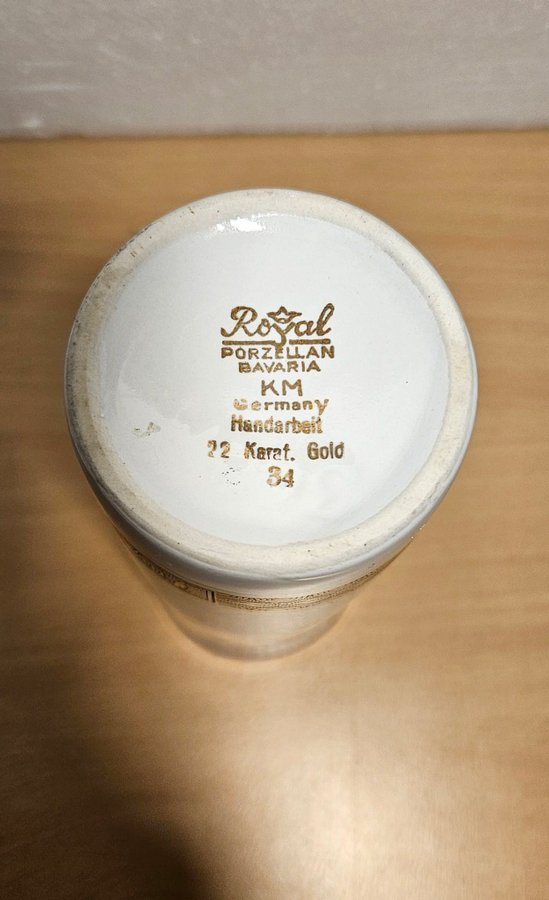 Royal
PORZELLAN
BAVARIA
KM
Germany
Handarbeit
22 Karat. Gold
34